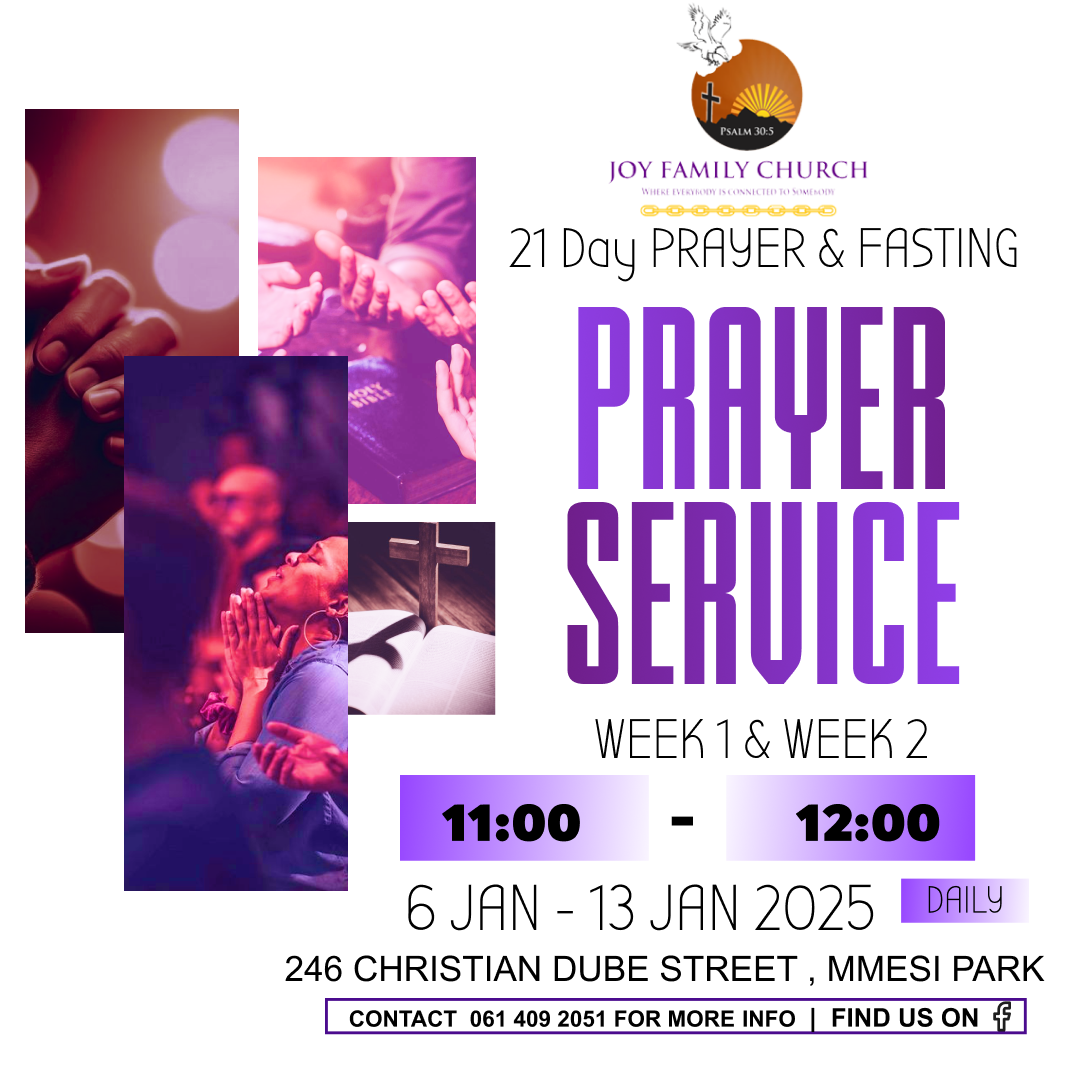 PSALM 30:5
JOY FAMILY CHURCH
WHERE EVERYBODY IS CONNECTED TO SOMEBODY
21 Day PRAYER & FASTING
HOLY
BIBLE
PRAYER
SERVICE
WEEK 1 & WEEK 2
11:00 - 12:00
6 JAN - 13 JAN 2025 DAILY
246 CHRISTIAN DUBE STREET , MMESI PARK
CONTACT 061 409 2051 FOR MORE INFO | FIND US ON f